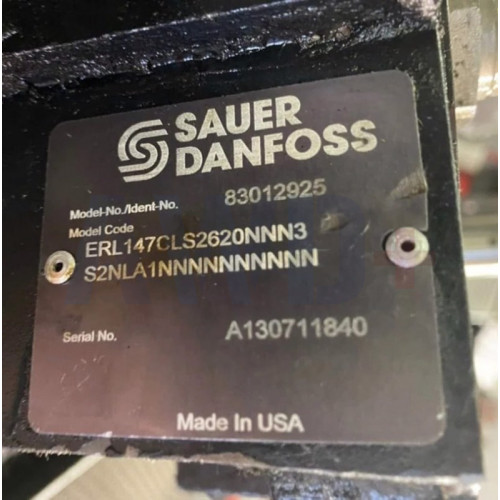 SAUER
DANFOSS
Model-No./Ident-No. 83012925
Model Code
ERL147CLS2620NNN3
S2NLA1NNNNNNNNNN
Serial No. A130711840
Made In USA